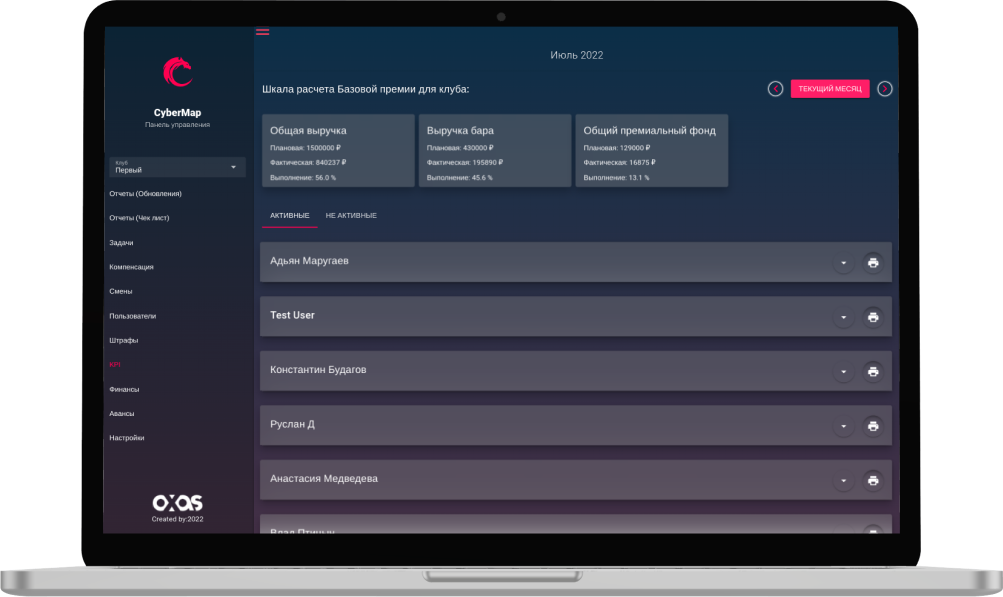 CyberMap
Панель управления
Клуб
Первый
Отчеты (Обновления)
Отчеты (Чек лист)
Задачи
Компенсация
Смены
Пользователи
Штрафы
KPI
Финансы
Авансы
Настройки
oxas
Created by:2022
Июль 2022
Шкала расчета Базовой премии для клуба:
ТЕКУЩИЙ МЕСЯЦ
Общая выручка
Плановая: 1500000 ₽
Фактическая: 840237 ₽
Выполнение: 56.0 %
Выручка бара
Плановая: 430000 ₽
Фактическая: 195890 ₽
Выполнение: 45.6 %
Общий премиальный фонд
Плановая: 129000 ₽
Фактическая: 16875 ₽
Выполнение: 13.1 %
АКТИВНЫЕ НЕ АКТИВНЫЕ
Адьян Маругаев
Test User
Константин Будагов
Руслан Д
Анастасия Медведева
Влад Птицын